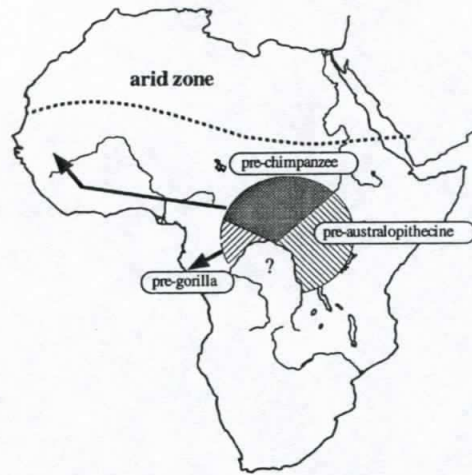 arid zone
pre-chimpanzee
pre-australopithecine
?
pre-gorilla